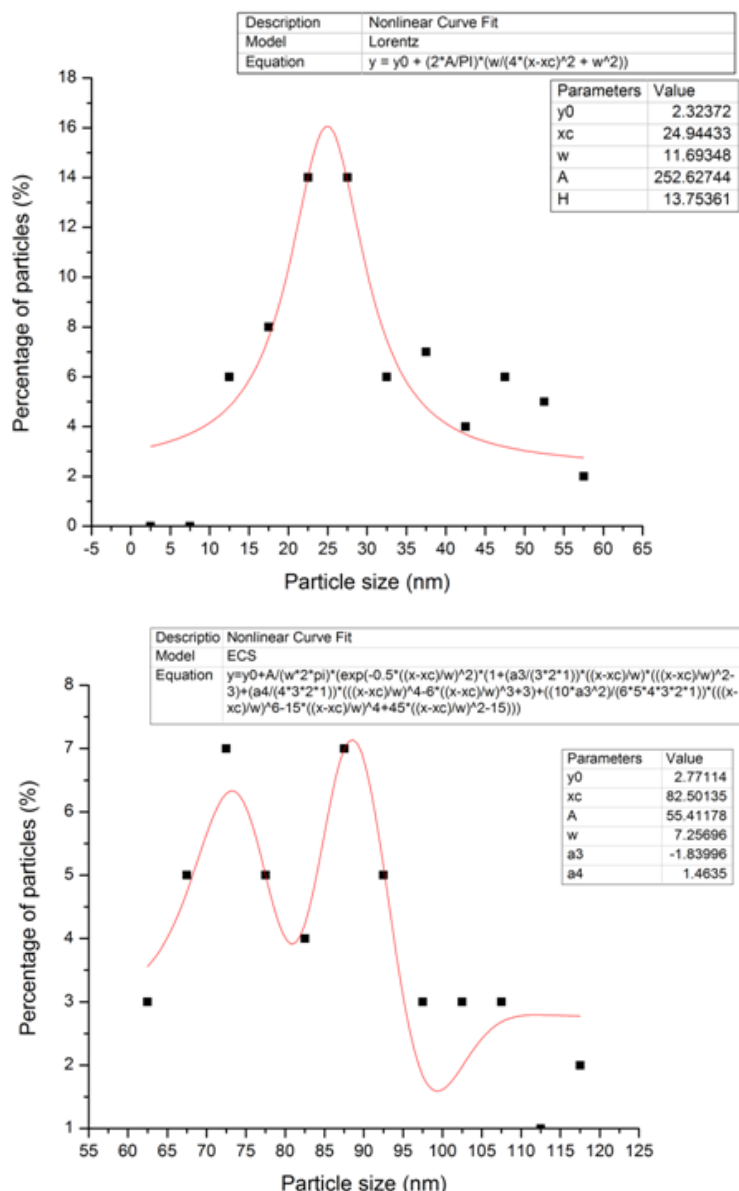 Description Nonlinear Curve Fit
Model Lorentz
Equation y = y0 + (2*A/PI)*(w/(4*(x-xc)^2 + w^2))
Parameters Value
y0 2.32372
xc 24.94433
w 11.69348
A 252.62744
H 13.75361
Percentage of particles (%)
18
16
14
12
10
8
6
4
2
0
-5 0 5 10 15 20 25 30 35 40 45 50 55 60 65
Particle size (nm)
Descriptio Nonlinear Curve Fit
Model ECS
Equation y=y0+A/(w*2*pi)*(exp(-0.5*((x-xc)/w)^2)*(1+(a3/(3*2*1))*((x-xc)/w)*(((x-xc)/w)^2-
3)+(a4/(4*3*2*1))*(((x-xc)/w)^4-6*((x-xc)/w)^3+3)+((10*a3^2)/(6*5*4*3*2*1))*(((x-
xc)/w)^6-15*((x-xc)/w)^4+45*((x-xc)/w)^2-15)))
Parameters Value
y0 2.77114
xc 82.50135
A 55.41178
w 7.25696
a3 -1.83996
a4 1.4635
Percentage of particles (%)
8
7
6
5
4
3
2
1
55 60 65 70 75 80 85 90 95 100 105 110 115 120 125
Particle size (nm)